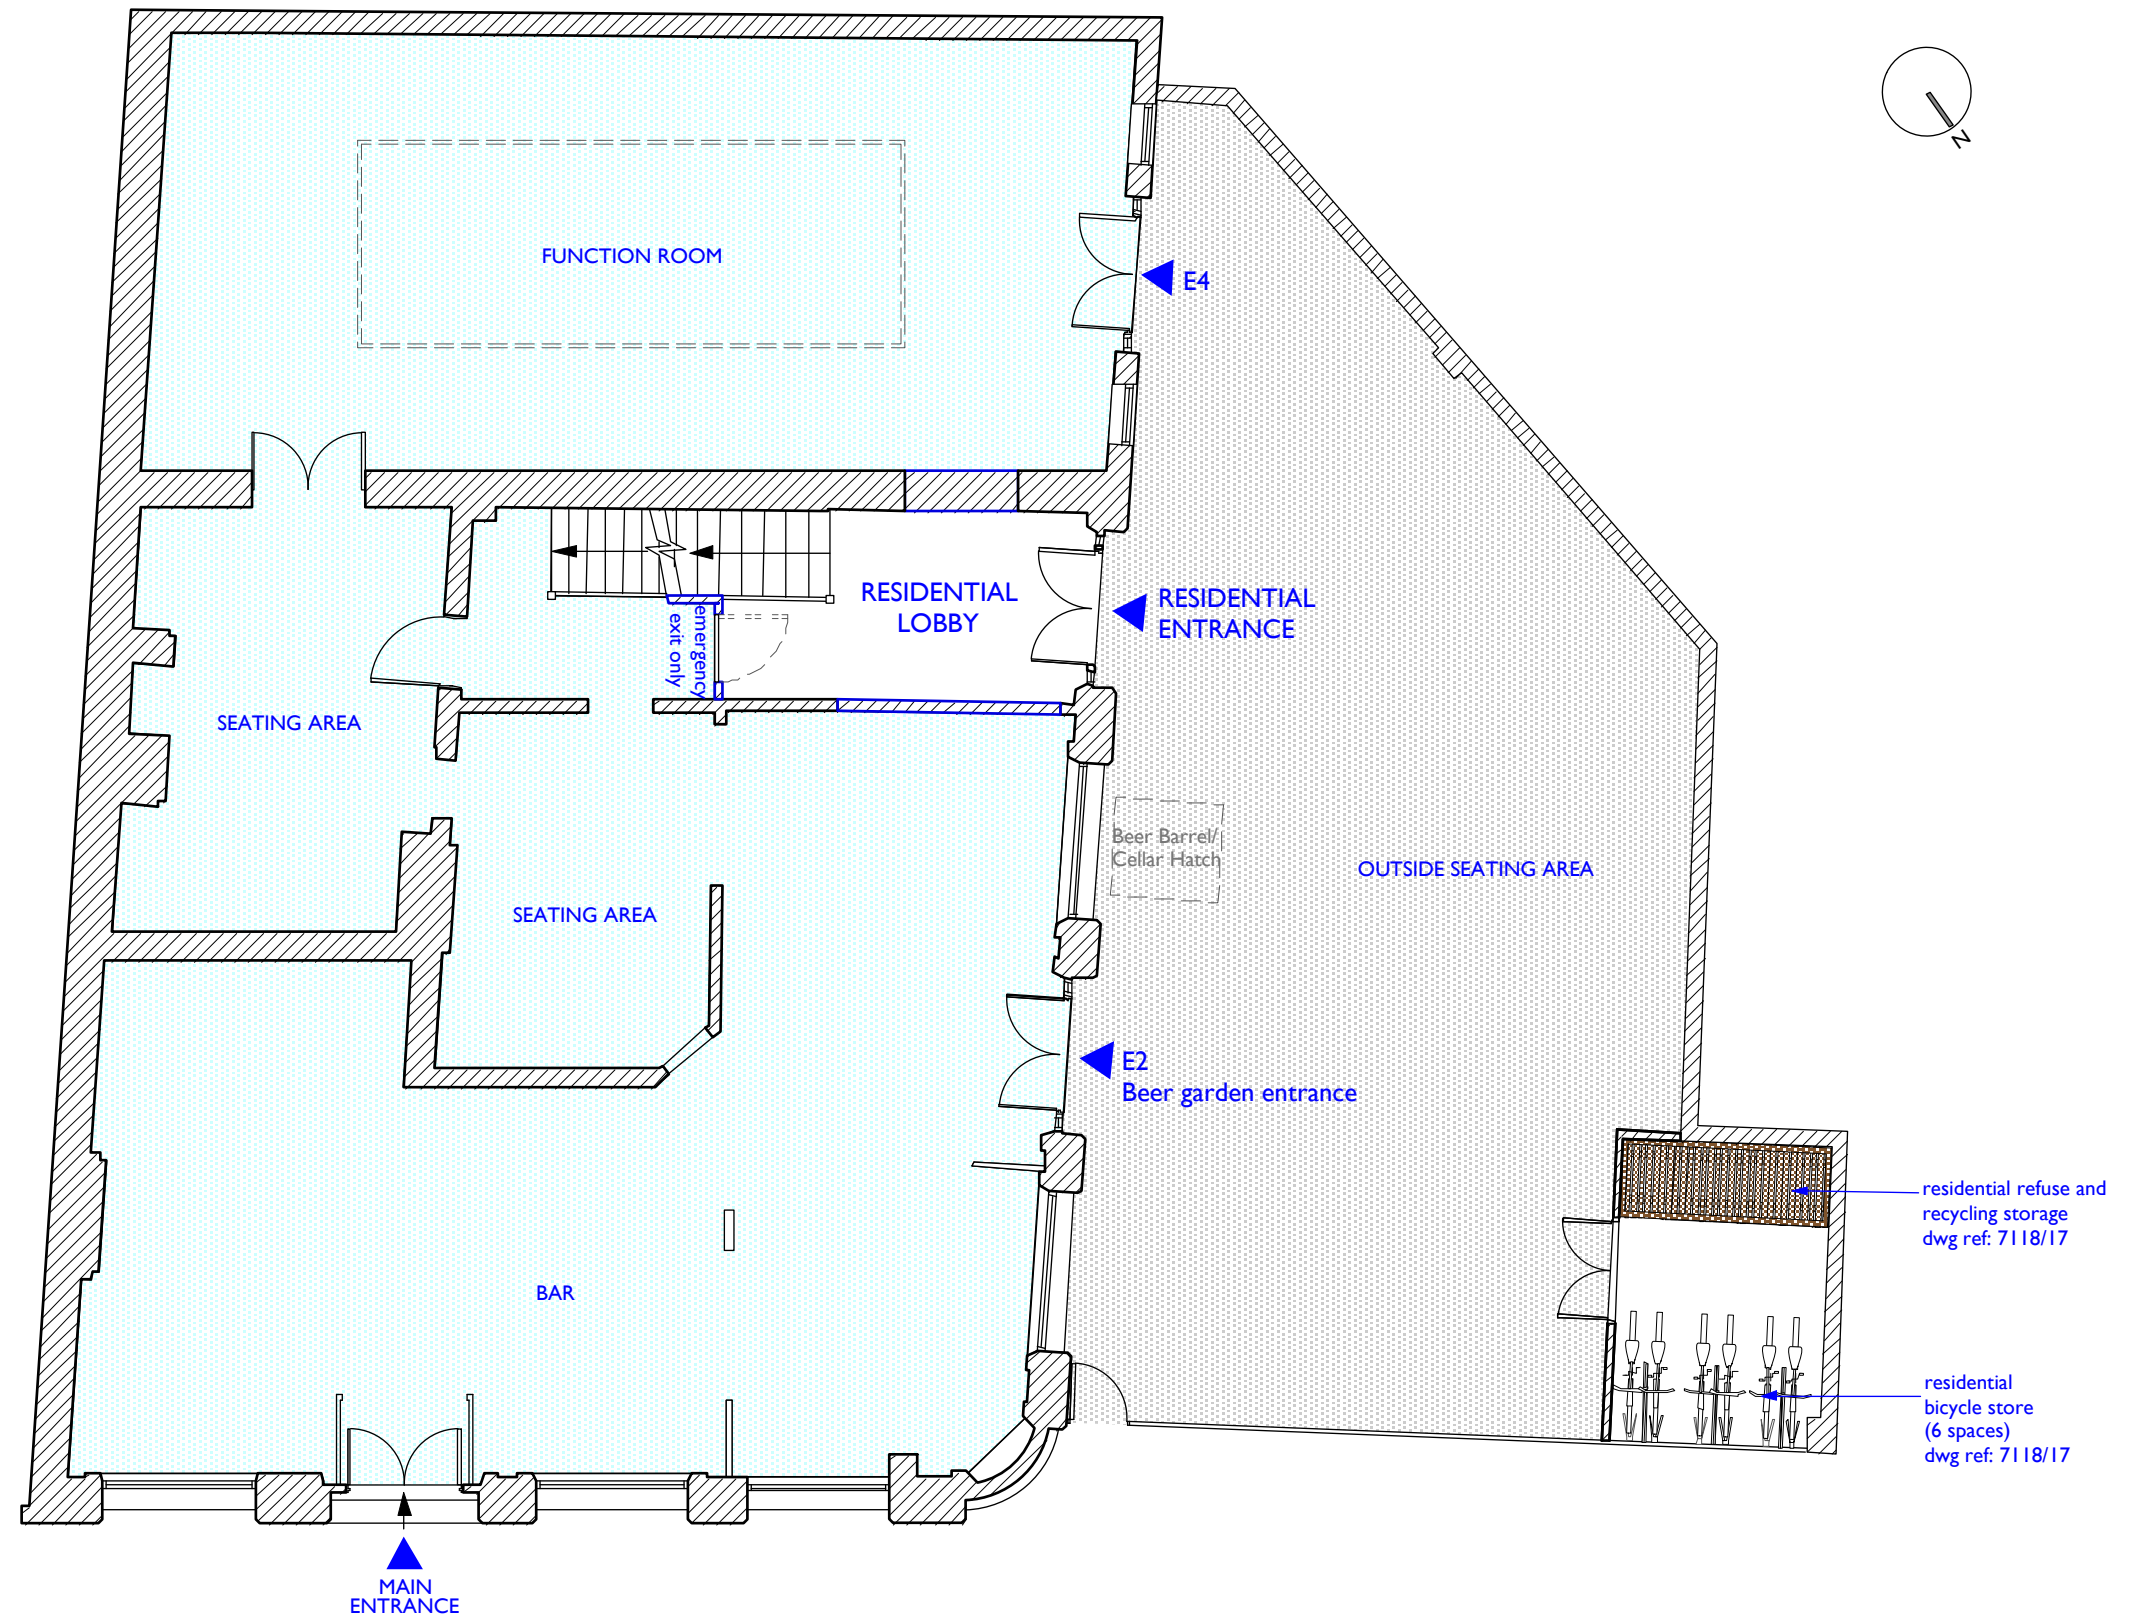 N
FUNCTION ROOM
E4
RESIDENTIAL
LOBBY
RESIDENTIAL
ENTRANCE
emergency
exit only
SEATING AREA
Beer Barrel/
Cellar Hatch
OUTSIDE SEATING AREA
SEATING AREA
E2
Beer garden entrance
residential refuse and
recycling storage
dwg ref: 7118/17
BAR
residential
bicycle store
(6 spaces)
dwg ref: 7118/17
MAIN
ENTRANCE